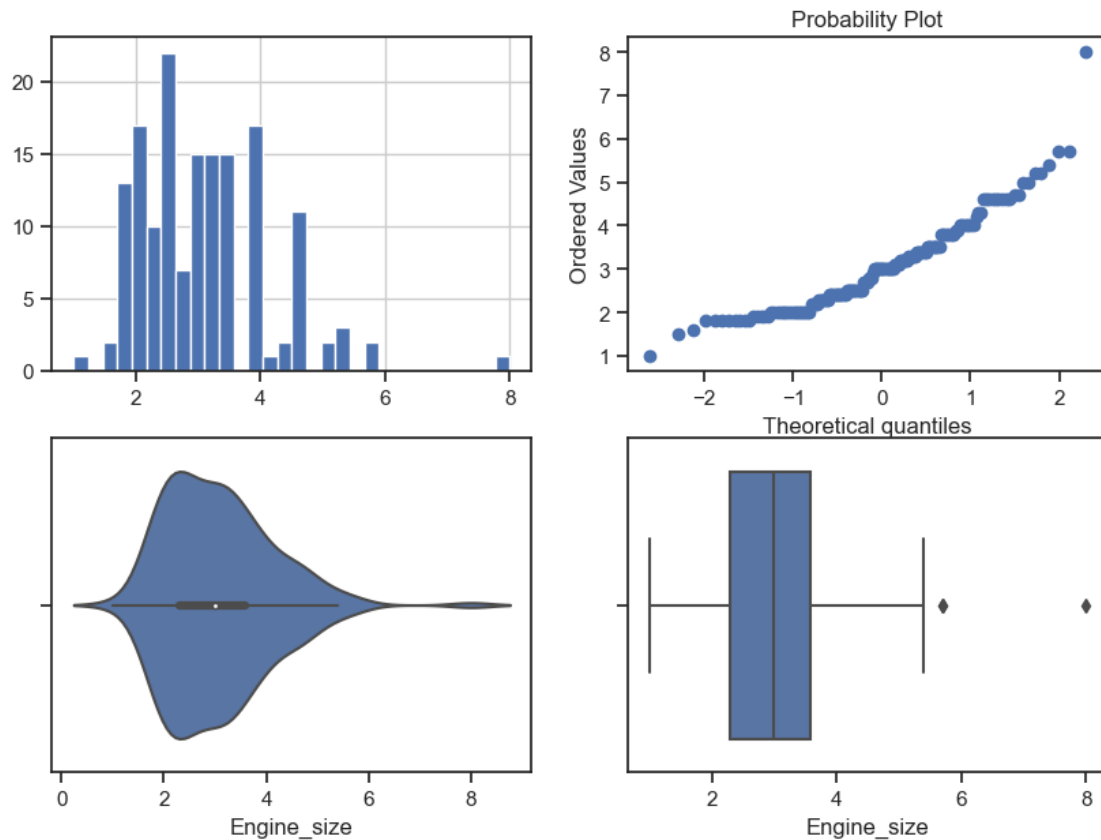 Probability Plot
20
15
10
5
0
2 4 6 8
Ordered Values
8
7
6
5
4
3
2
1
−2 −1 0 1 2
Theoretical quantiles
0 2 4 6 8
Engine_size
2 4 6 8
Engine_size